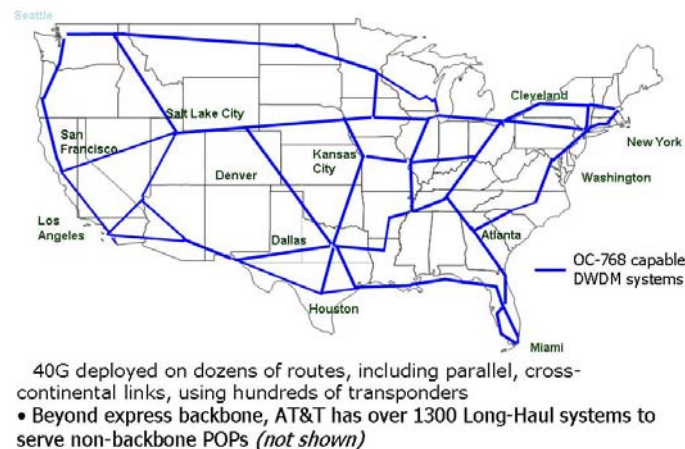 Seattle
Cleveland
Salt Lake City
New York
San
Francisco
Kansas
City
Denver
Washington
Los
Angeles
Dallas
Atlanta
OC-768 capable
DWDM systems
Houston
Miami
40G deployed on dozens of routes, including parallel, cross-
continental links, using hundreds of transponders
• Beyond express backbone, AT&T has over 1300 Long-Haul systems to
serve non-backbone POPs (not shown)